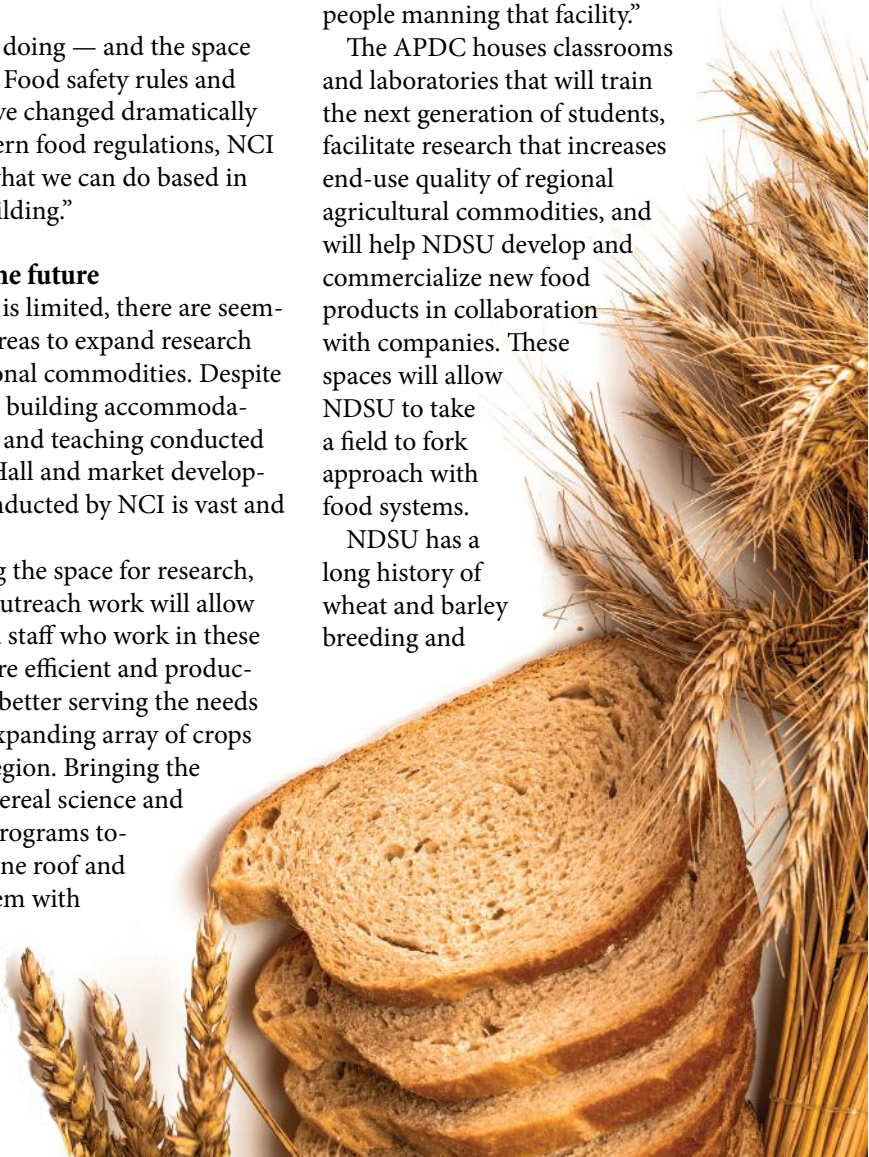 doing — and the space
Food safety rules and
ve changed dramatically
ern food regulations, NCI
what we can do based in
ilding.”
ne future
is limited, there are seem-
reas to expand research
onal commodities. Despite
building accommoda-
and teaching conducted
Hall and market develop-
nducted by NCI is vast and
g the space for research,
utreach work will allow
staff who work in these
re efficient and produc-
better serving the needs
xpanding array of crops
egion. Bringing the
ereal science and
rograms to-
ne roof and
em with
people manning that facility.”
The APDC houses classrooms
and laboratories that will train
the next generation of students,
facilitate research that increases
end-use quality of regional
agricultural commodities, and
will help NDSU develop and
commercialize new food
products in collaboration
with companies. These
spaces will allow
NDSU to take
a field to fork
approach with
food systems.
NDSU has a
long history of
wheat and barley
breeding and